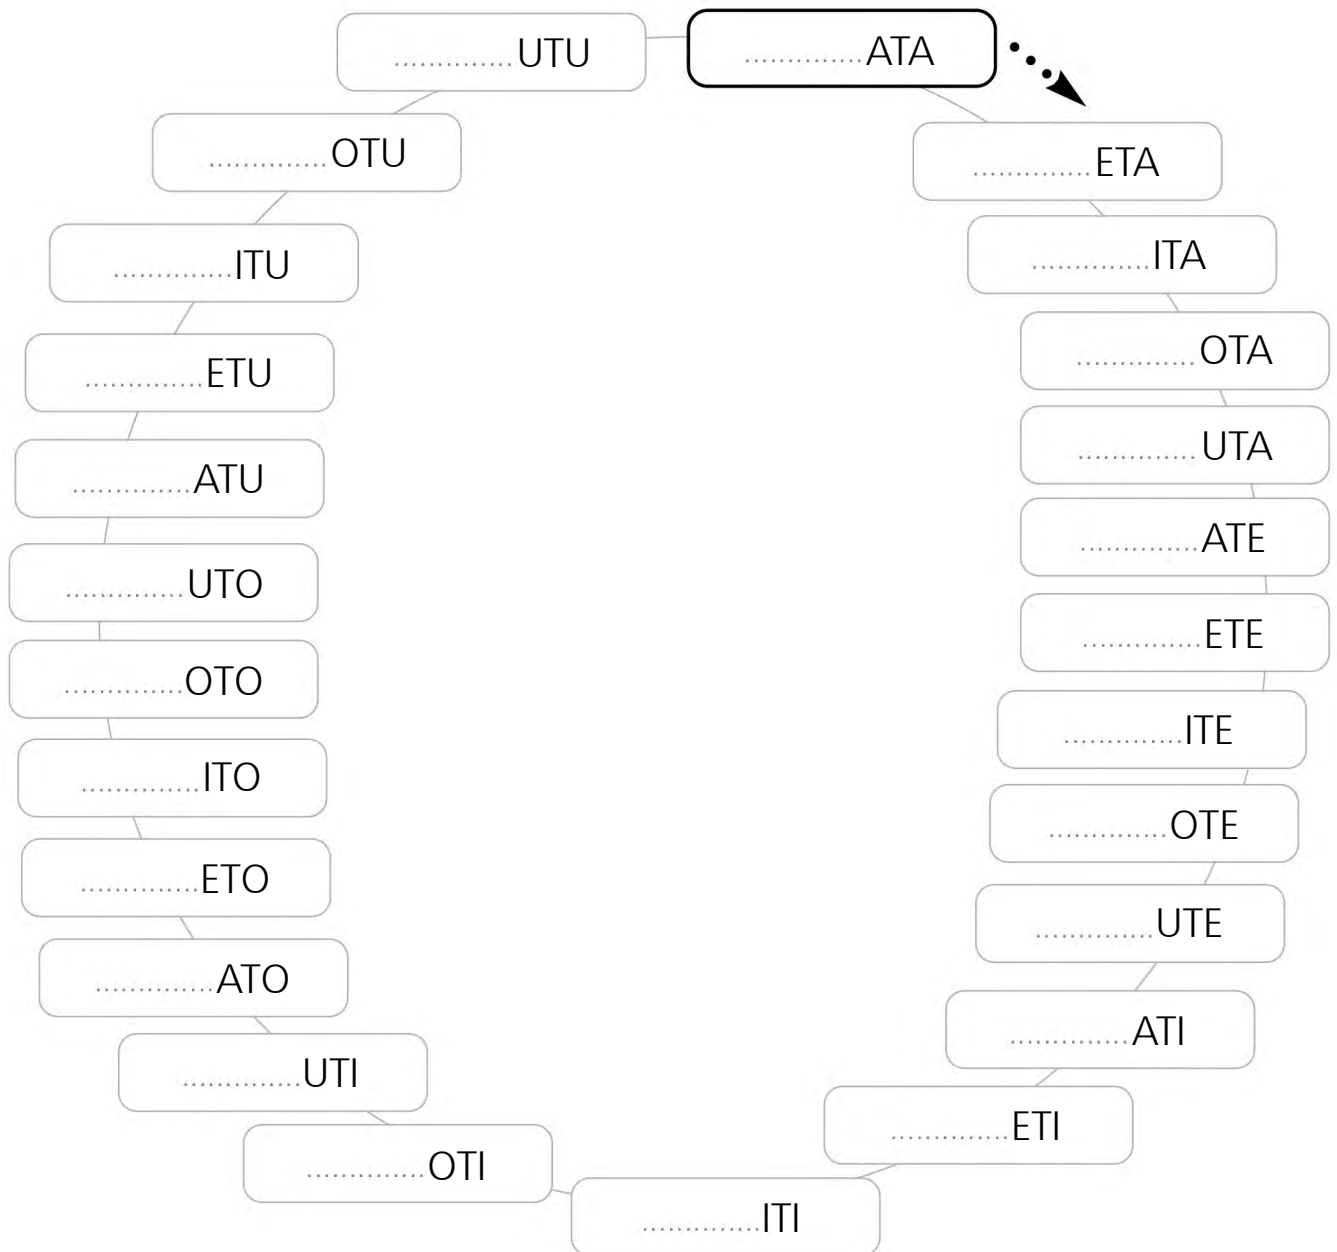 ..............ATA
..............ETA
..............ITA
..............OTA
..............UTA
..............ATE
..............ETE
..............ITE
..............OTE
..............UTE
..............ATI
..............ETI
..............ITI
..............OTI
..............UTI
..............ATO
..............ETO
..............ITO
..............OTO
..............UTO
..............ATU
..............ETU
..............ITU
..............OTU
..............UTU